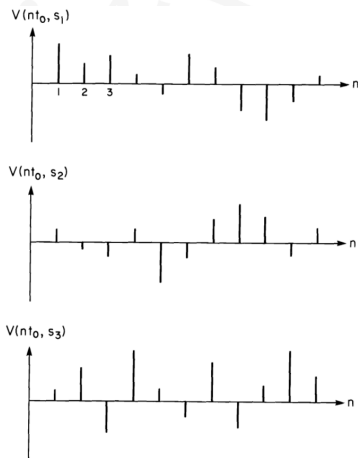 V(nt₀, s₁)
n
1 2 3
V(nt₀, s₂)
n
V(nt₀, s₃)
n